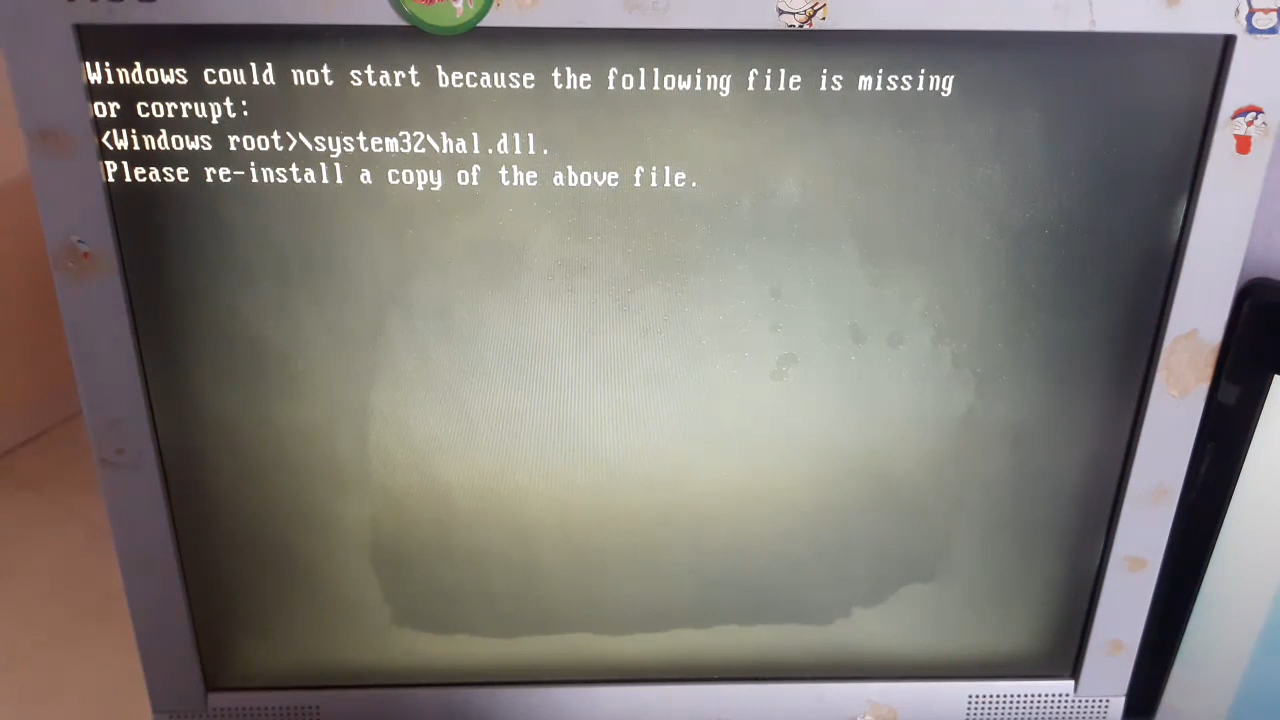 Windows could not start because the following file is missing
or corrupt:
<Windows root>\system32\hal.dll.
Please re-install a copy of the above file.